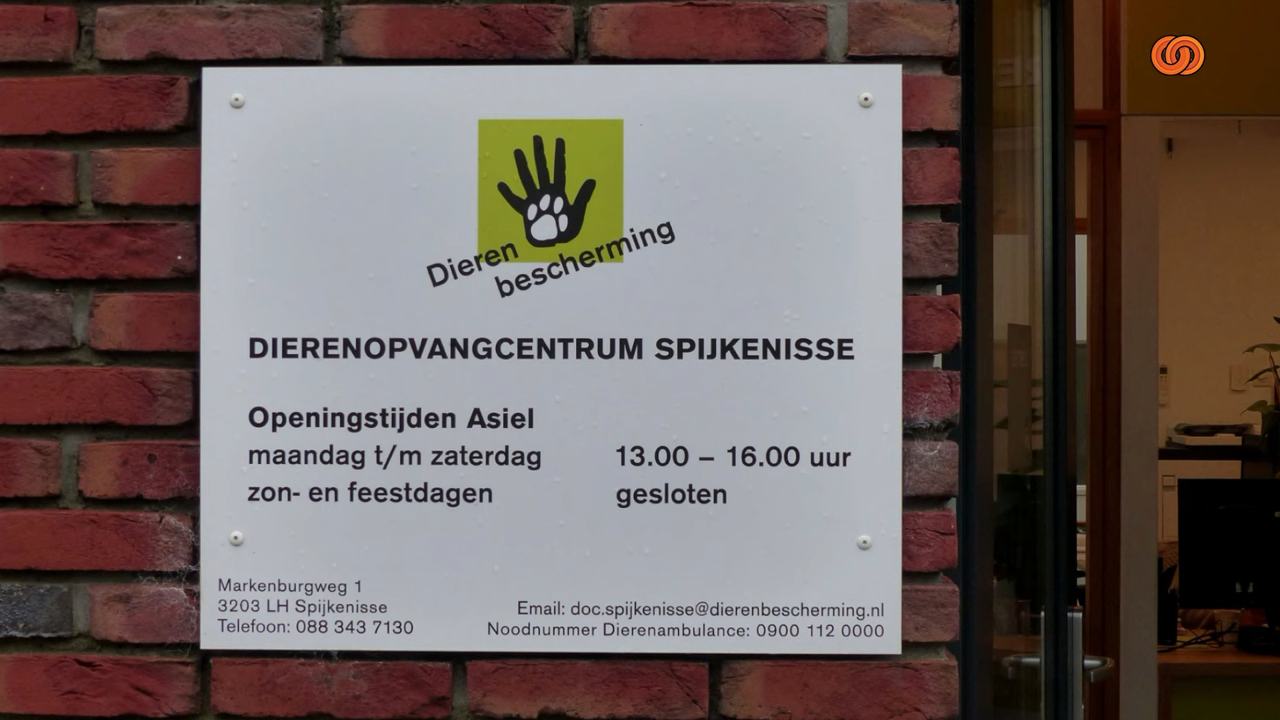 Dieren
bescherming
DIERENOPVANGCENTRUM SPIJKENISSE
Openingstijden Asiel
maandag t/m zaterdag 13.00 – 16.00 uur
zon- en feestdagen gesloten
Markenburgweg 1
3203 LH Spijkenisse
Telefoon: 088 343 7130
Email: doc.spijkenisse@dierenbescherming.nl
Noodnummer Dierenambulance: 0900 112 0000